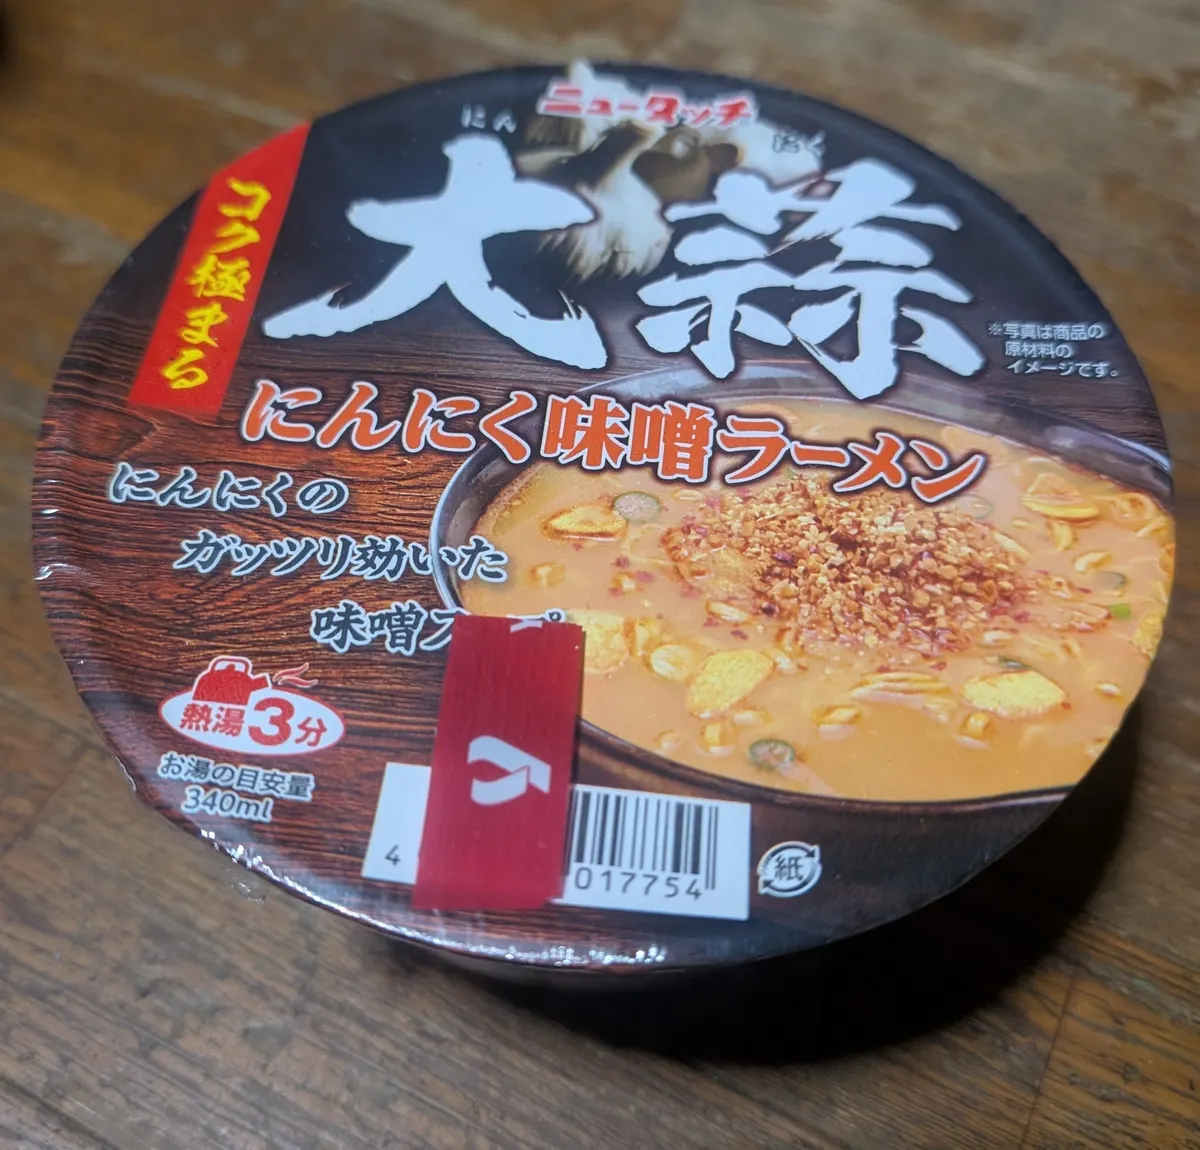 ニュータッチ
にん
にく
大蒜
コク極まる
※写真は商品の
原材料の
イメージです。
にんにく味噌ラーメン
にんにくの
ガッツリ効いた
味噌
熱湯3分
お湯の目安量
340ml
4
017754
紙